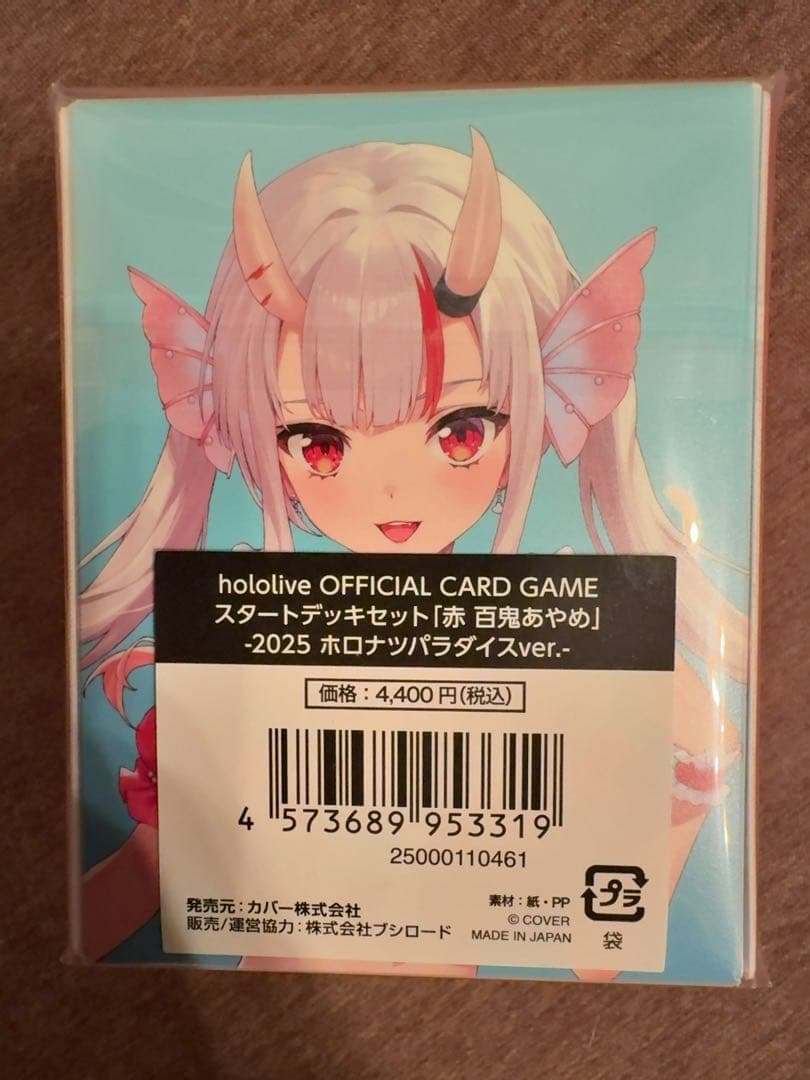 hololive OFFICIAL CARD GAME
スタートデッキセット「赤 百鬼あやめ」
-2025 ホロナツパラダイスver.-
価格：4,400円（税込）
4 573689 953319
25000110461
発売元：カバー株式会社
販売/運営協力：株式会社ブシロード
素材：紙・PP
© COVER
MADE IN JAPAN
プラ
袋